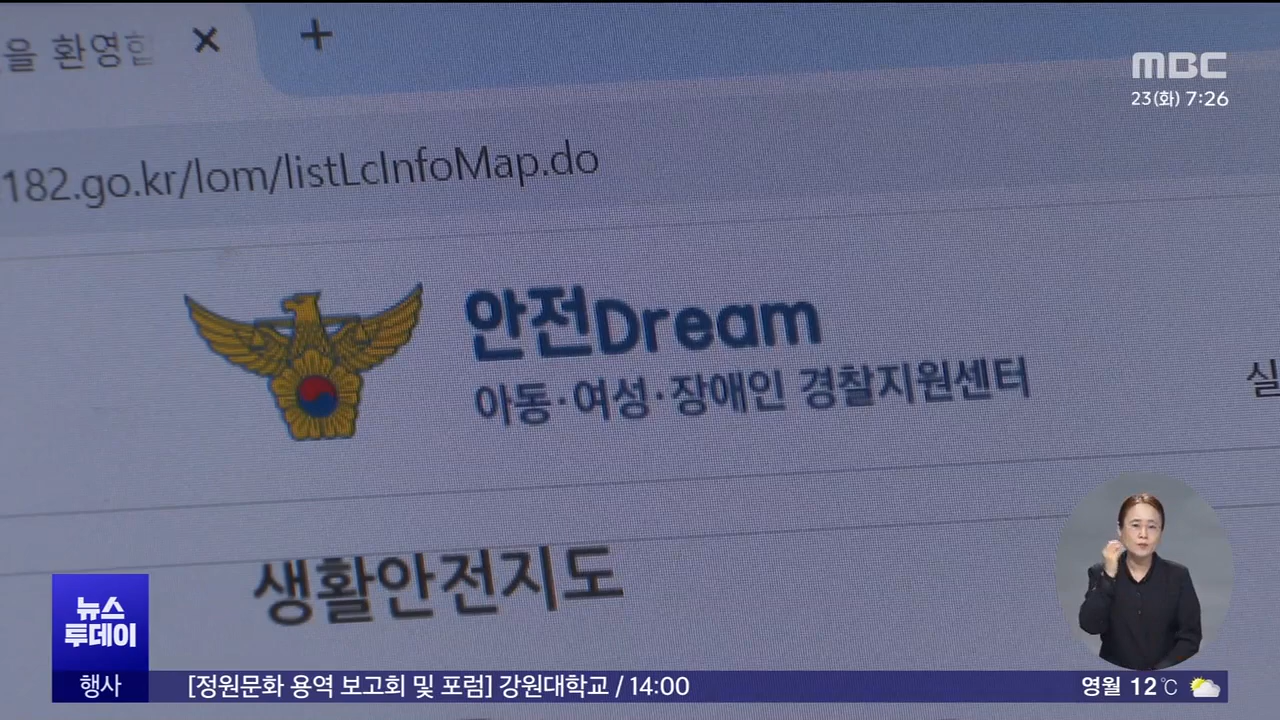 을 환영합
MBC
23(화) 7:26
182.go.kr/lom/listLcInfoMap.do
안전Dream
아동·여성·장애인 경찰지원센터
실
생활안전지도
뉴스
투데이
행사
[정원문화 용역 보고회 및 포럼] 강원대학교 / 14:00
영월 12℃